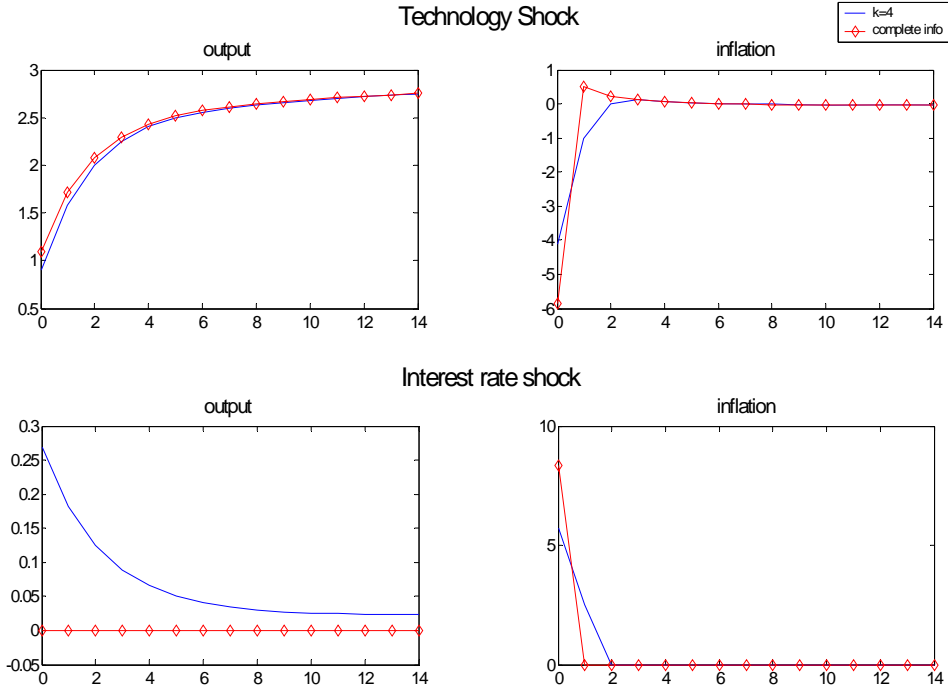 Technology Shock
k=4
complete info
output
inflation
3
2.5
2
1.5
1
0.5
0 2 4 6 8 10 12 14
1
0
-1
-2
-3
-4
-5
-6
0 2 4 6 8 10 12 14
Interest rate shock
output
inflation
0.3
0.25
0.2
0.15
0.1
0.05
0
-0.05
0 2 4 6 8 10 12 14
10
5
0
0 2 4 6 8 10 12 14